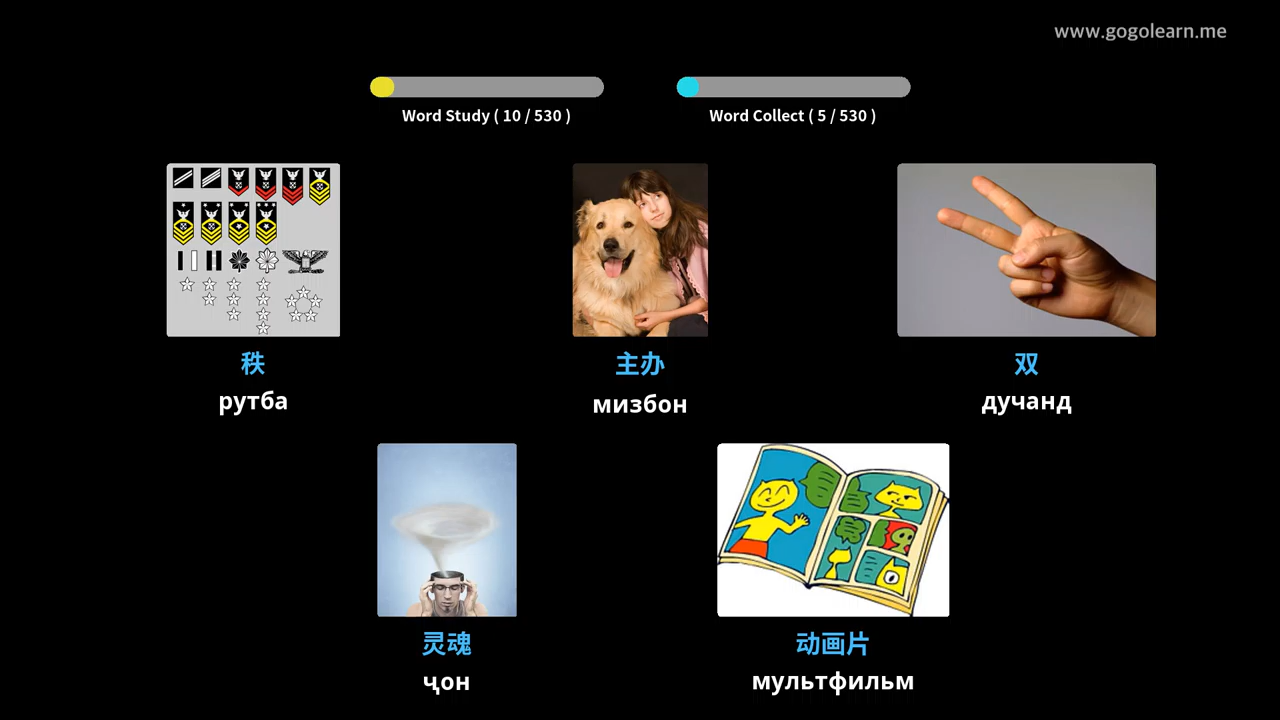 www.gogolearn.me
Word Study ( 10 / 530 )
Word Collect ( 5 / 530 )
秩
рутба
主办
мизбон
双
дучанд
灵魂
ҷон
动画片
мультфильм